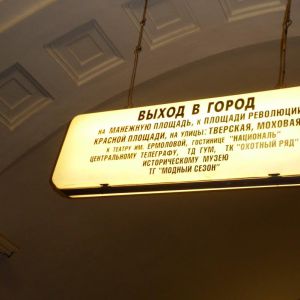 ВЫХОД В ГОРОД
НА МАНЕЖНУЮ ПЛОЩАДЬ, К ПЛОЩАДИ РЕВОЛЮЦИИ
КРАСНОЙ ПЛОЩАДИ, НА УЛИЦЫ: ТВЕРСКАЯ, МОХОВАЯ
К ТЕАТРУ ИМ. ЕРМОЛОВОЙ, ГОСТИНИЦЕ "НАЦИОНАЛЬ"
ЦЕНТРАЛЬНОМУ ТЕЛЕГРАФУ, ТД ГУМ, ТК "ОХОТНЫЙ РЯД"
ИСТОРИЧЕСКОМУ МУЗЕЮ
ТГ "МОДНЫЙ СЕЗОН"